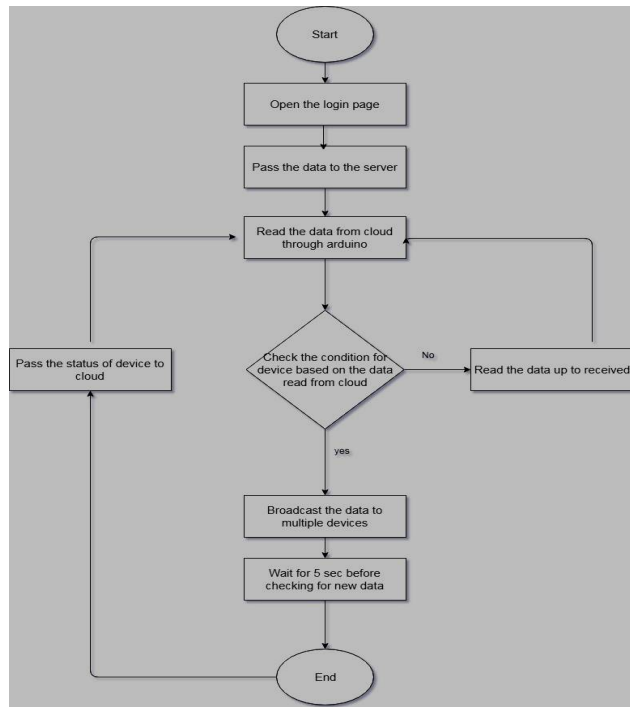 Start
Open the login page
Pass the data to the server
Read the data from cloud
through arduino
Check the condition for
device based on the data
read from cloud
No
Read the data up to received
Pass the status of device to
cloud
yes
Broadcast the data to
multiple devices
Wait for 5 sec before
checking for new data
End